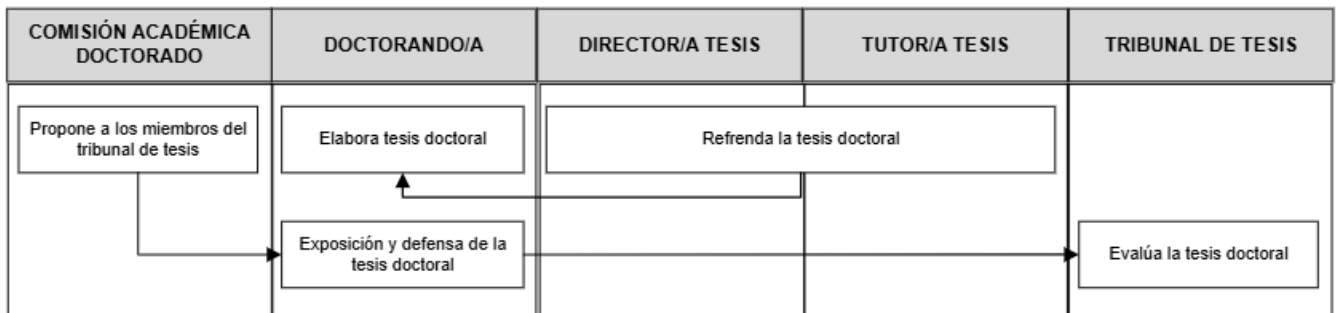 COMISIÓN ACADÉMICA
DOCTORADO
DOCTORANDO/A
DIRECTOR/A TESIS
TUTOR/A TESIS
TRIBUNAL DE TESIS
Propone a los miembros del
tribunal de tesis
Elabora tesis doctoral
Refrenda la tesis doctoral
Exposición y defensa de la
tesis doctoral
Evalúa la tesis doctoral